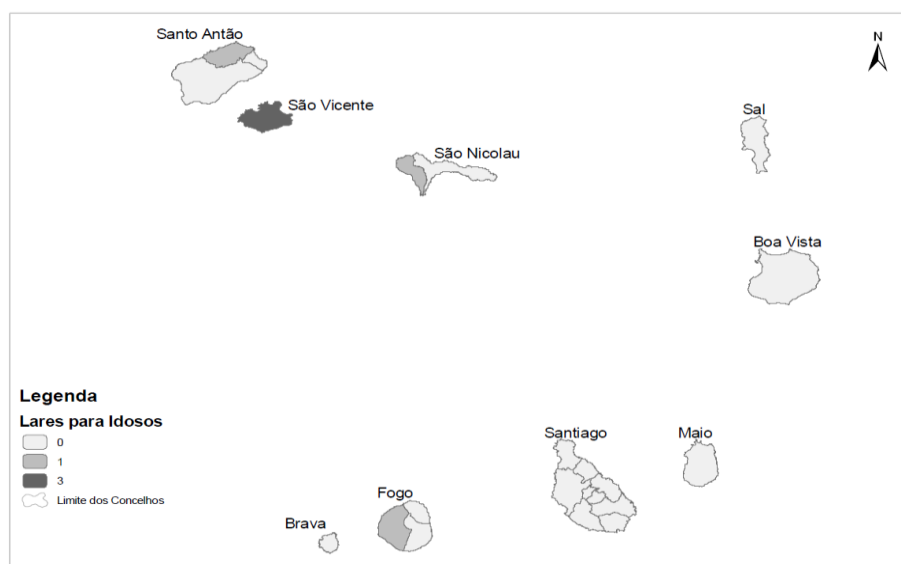 Santo Antão
N
São Vicente
Sal
São Nicolau
Boa Vista
Legenda
Lares para Idosos
0
1
3
Limite dos Concelhos
Santiago
Maio
Fogo
Brava